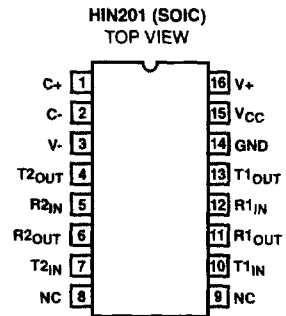 HIN201 (SOIC)
TOP VIEW
C+ 1 16 V+
C- 2 15 VCC
V- 3 14 GND
T2OUT 4 13 T1OUT
R2IN 5 12 R1IN
R2OUT 6 11 R1OUT
T2IN 7 10 T1IN
NC 8 9 NC